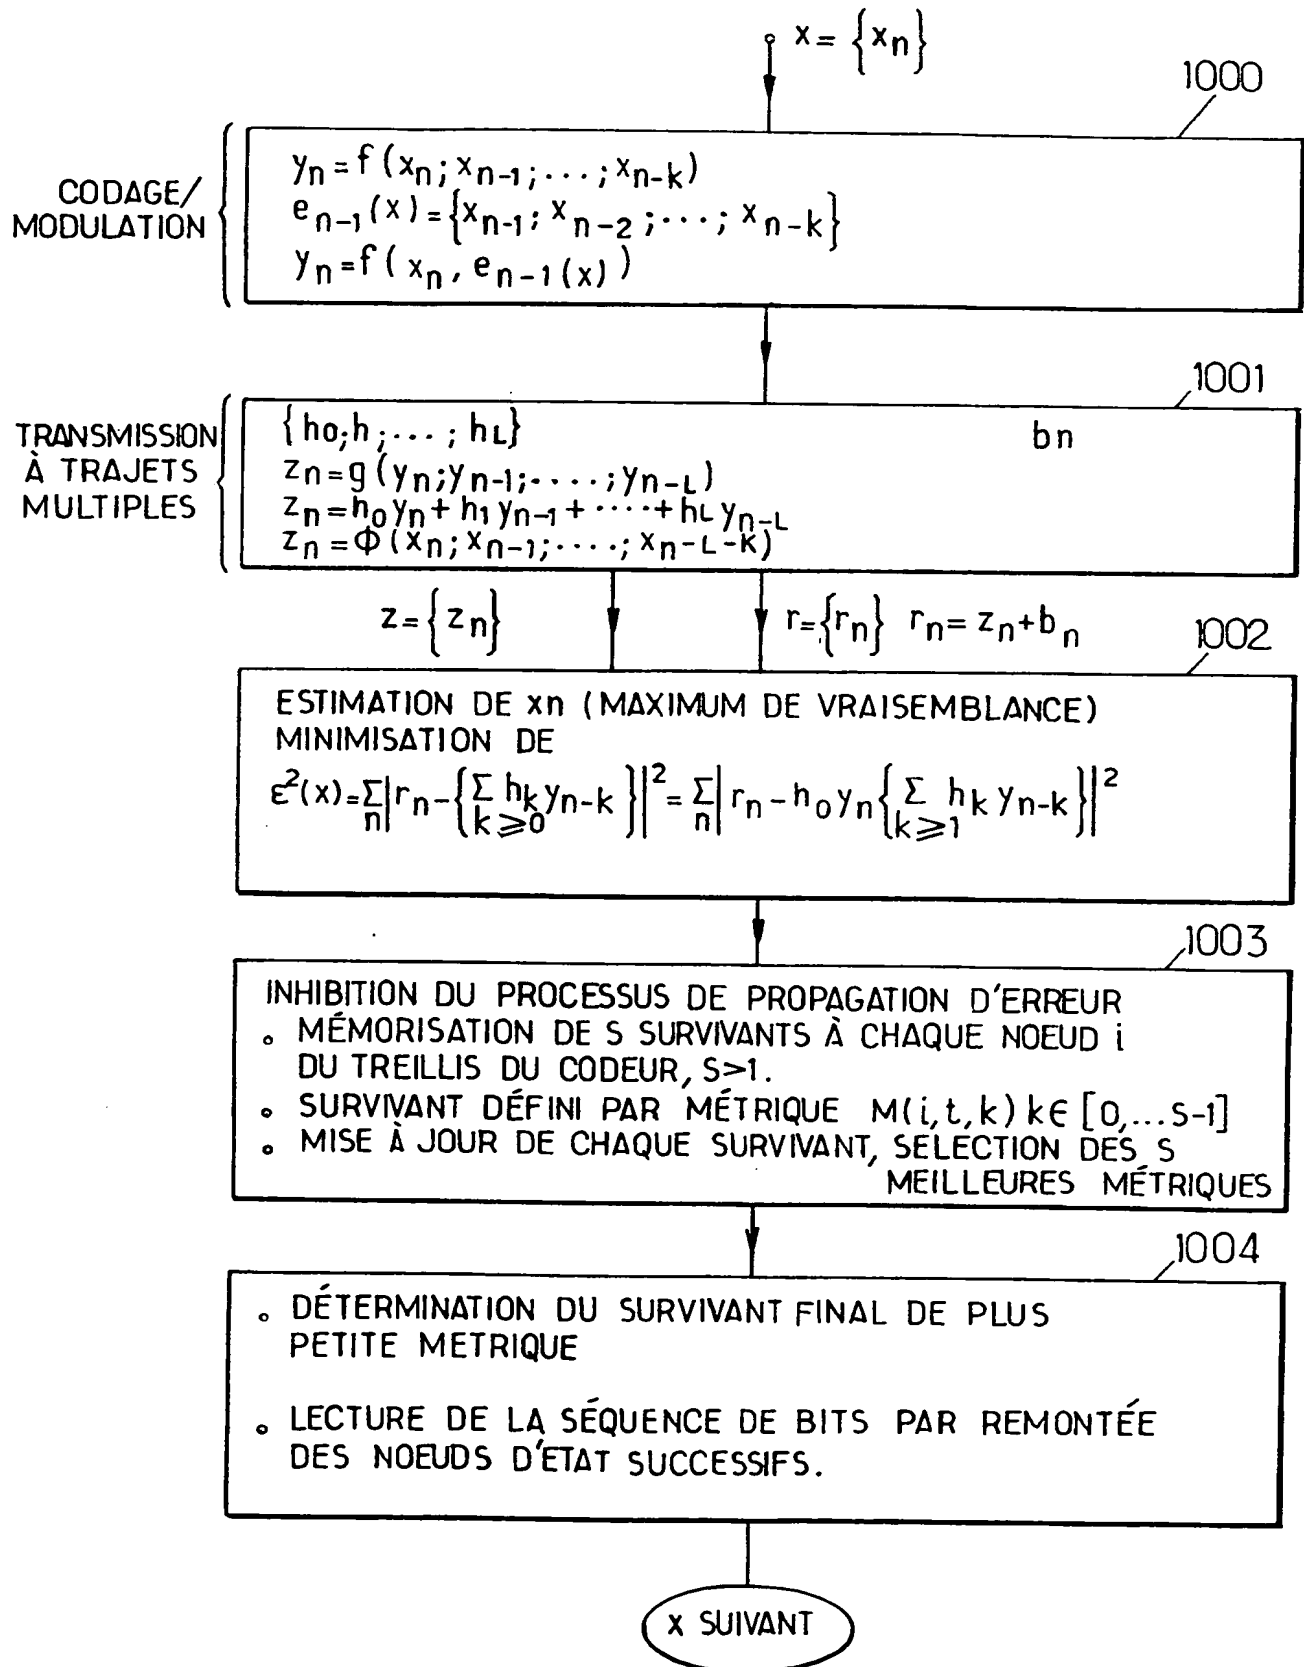 x = {xn}
1000
CODAGE/
MODULATION
yn = f(xn; xn-1; ...; xn-k)
en-1(x) = {xn-1; xn-2; ...; xn-k}
yn = f(xn, en-1(x))
1001
TRANSMISSION
À TRAJETS
MULTIPLES
{h0; h; ...; hL} bn
zn = g(yn; yn-1; ....; yn-L)
zn = h0 yn + h1 yn-1 + ···· + hL yn-L
zn = Φ(xn; xn-1; ....; xn-L-K)
z = {zn}
r = {rn} rn = zn + bn
1002
ESTIMATION DE xn (MAXIMUM DE VRAISEMBLANCE)
MINIMISATION DE
ε²(x) = Σn |rn - {Σk⩾0 hk yn-k}|² = Σn |rn - h0 yn {Σk⩾1 hk yn-k}|²
1003
INHIBITION DU PROCESSUS DE PROPAGATION D'ERREUR
∘ MÉMORISATION DE S SURVIVANTS À CHAQUE NOEUD i
DU TREILLIS DU CODEUR, S>1.
∘ SURVIVANT DÉFINI PAR MÉTRIQUE M(i,t,k) k∈[0,...S-1]
∘ MISE À JOUR DE CHAQUE SURVIVANT, SELECTION DES S
MEILLEURES MÉTRIQUES
1004
∘ DÉTERMINATION DU SURVIVANT FINAL DE PLUS
PETITE METRIQUE
∘ LECTURE DE LA SÉQUENCE DE BITS PAR REMONTÉE
DES NOEUDS D'ETAT SUCCESSIFS.
x SUIVANT